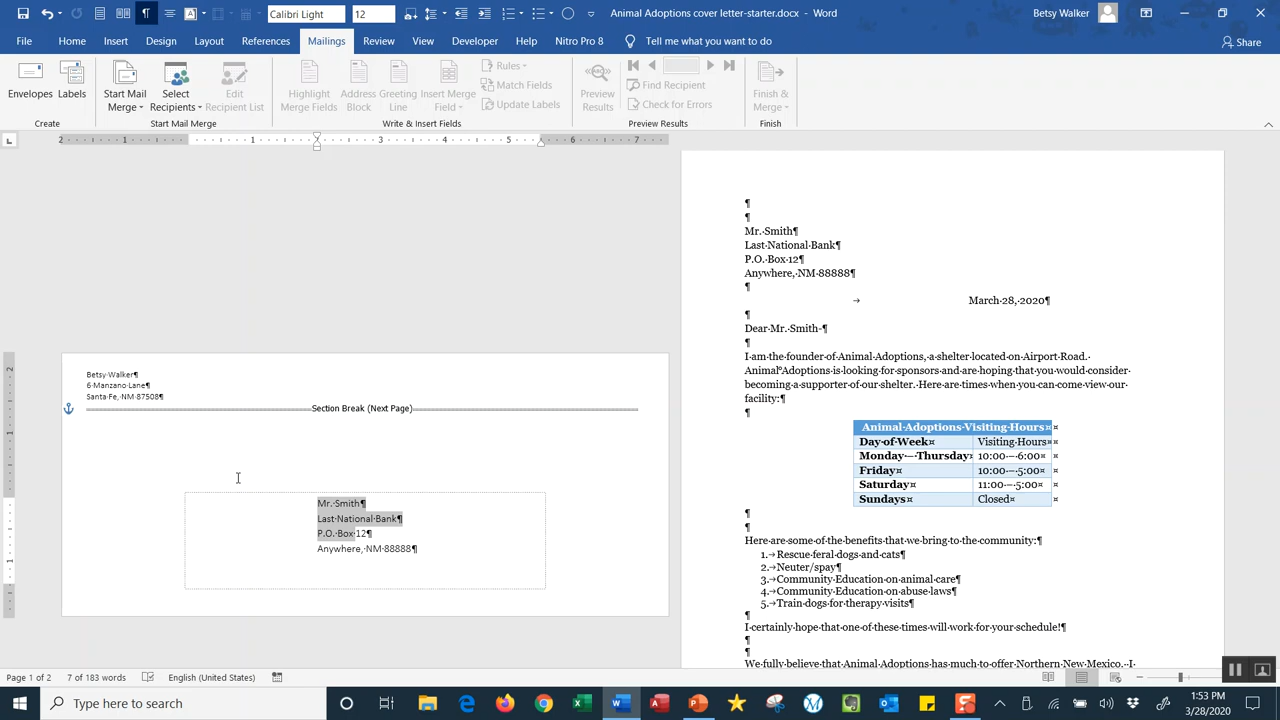 Calibri Light 12 Animal Adoptions cover letter-starter.docx - Word Betsy Walker
File Home Insert Design Layout References Mailings Review View Developer Help Nitro Pro 8 Tell me what you want to do Share
Envelopes Labels
Create
Start Mail Merge
Select Recipients
Edit Recipient List
Start Mail Merge
Highlight Merge Fields
Address Block
Greeting Line
Insert Merge Field
Rules
Match Fields
Update Labels
Write & Insert Fields
Preview Results
Find Recipient
Check for Errors
Preview Results
Finish & Merge
Finish
2 1 1 3 4 5 6 7
Betsy·Walker¶
6·Manzano·Lane¶
Santa·Fe,·NM·87508¶
Section Break (Next Page)
Mr.·Smith¶
Last·National·Bank¶
P.O.·Box·12¶
Anywhere,·NM·88888¶
¶
¶
Mr.·Smith¶
Last·National·Bank¶
P.O.·Box·12¶
Anywhere,·NM·88888¶
¶
→ March·28,·2020¶
¶
Dear·Mr.·Smith-¶
¶
I·am·the·founder·of·Animal·Adoptions,·a·shelter·located·on·Airport·Road.·
Animal°Adoptions·is·looking·for·sponsors·and·are·hoping·that·you·would·consider·
becoming·a·supporter·of·our·shelter.·Here·are·times·when·you·can·come·view·our·
facility:¶
¶
Animal·Adoptions·Visiting·Hours¤ ¤
Day·of·Week¤ Visiting·Hours¤ ¤
Monday·–·Thursday¤ 10:00·–·6:00¤ ¤
Friday¤ 10:00·–·5:00¤ ¤
Saturday¤ 11:00·–·5:00¤ ¤
Sundays¤ Closed¤ ¤
¶
¶
Here·are·some·of·the·benefits·that·we·bring·to·the·community:¶
1.→Rescue·feral·dogs·and·cats¶
2.→Neuter/spay¶
3.→Community·Education·on·animal·care¶
4.→Community·Education·on·abuse·laws¶
5.→Train·dogs·for·therapy·visits¶
¶
I·certainly·hope·that·one·of·these·times·will·work·for·your·schedule!¶
¶
¶
We·fully·believe·that·Animal·Adoptions·has·much·to·offer·Northern·New·Mexico.··I·
Page 1 of 2 7 of 183 words English (United States)
Type here to search
1:53 PM
3/28/2020